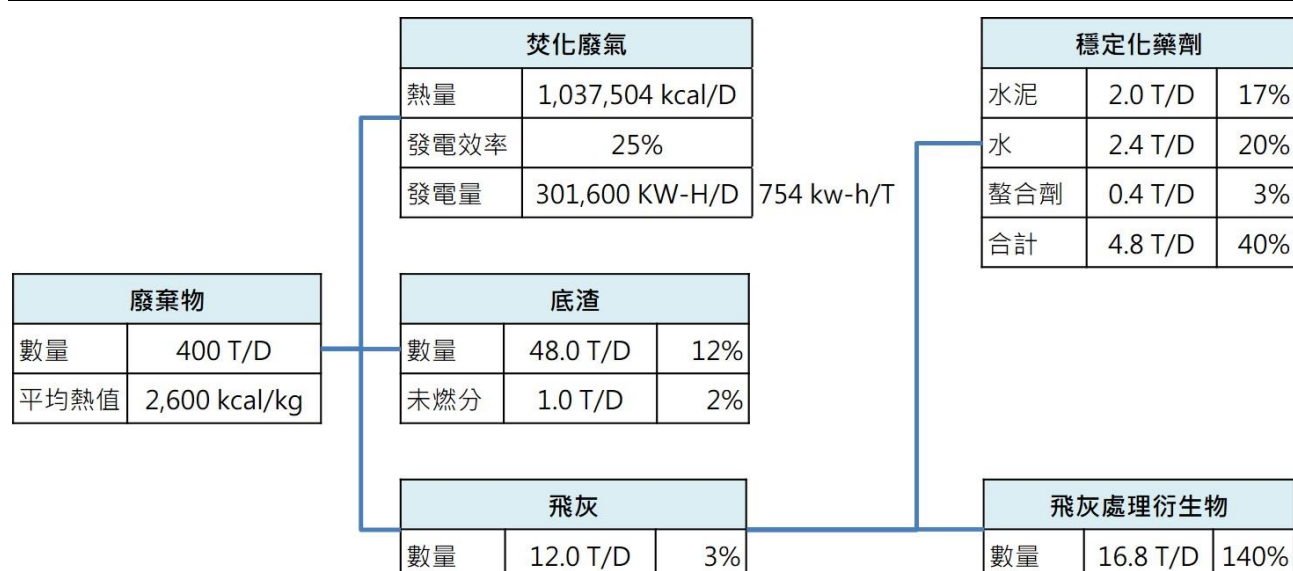 焚化廢氣
熱量 1,037,504 kcal/D
發電效率 25%
發電量 301,600 KW-H/D 754 kw-h/T
穩定化藥劑
水泥 2.0 T/D 17%
水 2.4 T/D 20%
螯合劑 0.4 T/D 3%
合計 4.8 T/D 40%
廢棄物
數量 400 T/D
平均熱值 2,600 kcal/kg
底渣
數量 48.0 T/D 12%
未燃分 1.0 T/D 2%
飛灰
數量 12.0 T/D 3%
飛灰處理衍生物
數量 16.8 T/D 140%